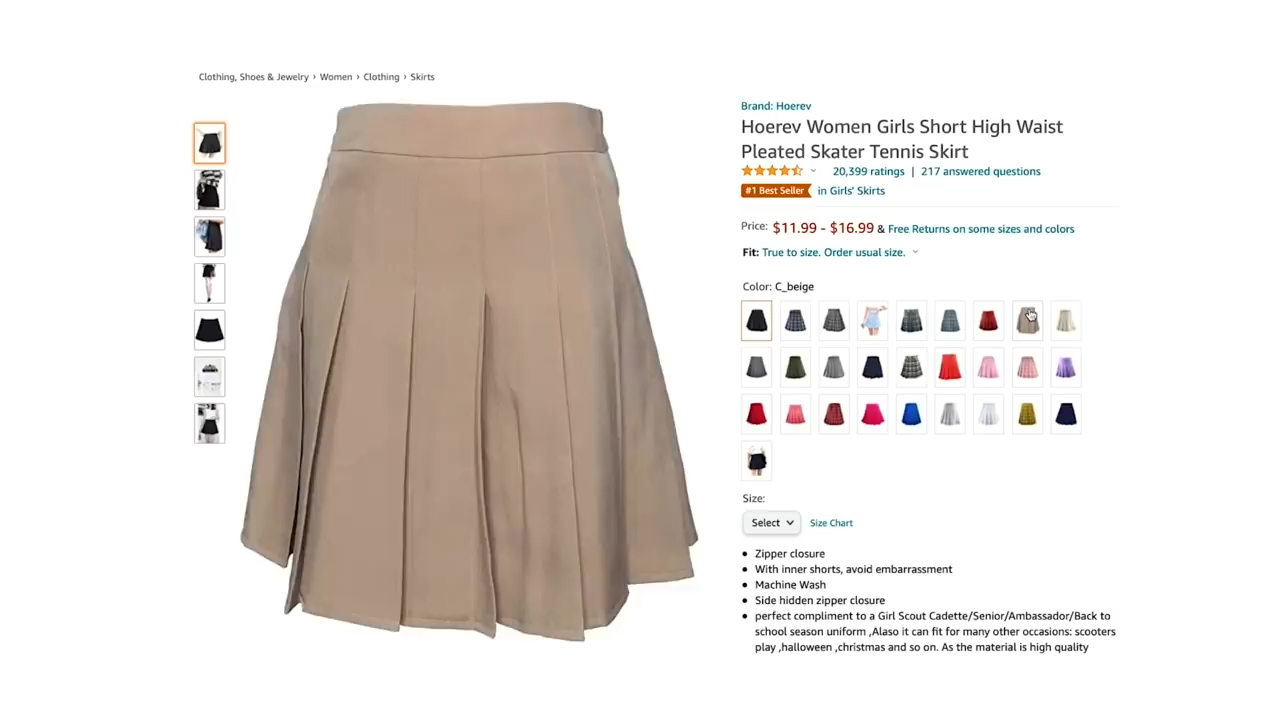 Clothing, Shoes & Jewelry › Women › Clothing › Skirts
Brand: Hoerev
Hoerev Women Girls Short High Waist
Pleated Skater Tennis Skirt
20,399 ratings | 217 answered questions
#1 Best Seller in Girls' Skirts
Price: $11.99 - $16.99 & Free Returns on some sizes and colors
Fit: True to size. Order usual size.
Color: C_beige
Size:
Select Size Chart
Zipper closure
With inner shorts, avoid embarrassment
Machine Wash
Side hidden zipper closure
perfect compliment to a Girl Scout Cadette/Senior/Ambassador/Back to
school season uniform ,Alaso it can fit for many other occasions: scooters
play ,halloween ,christmas and so on. As the material is high quality